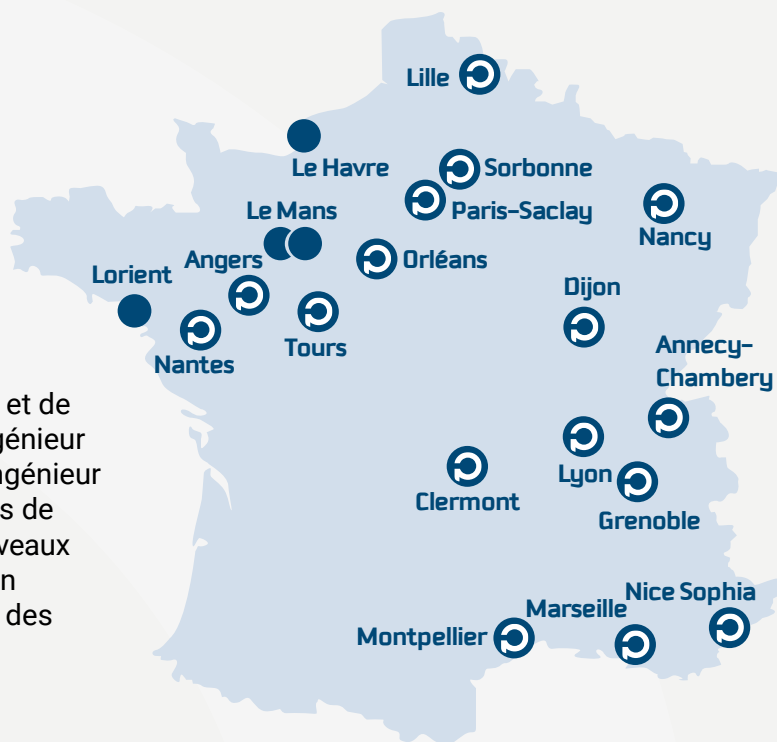 Lille
Le Havre
Sorbonne
Le Mans
Paris-Saclay
Nancy
Angers
Orléans
Lorient
Dijon
Tours
Nantes
Annecy-
Chambery
et de
génieur
ngénieur
s de
veaux
n
des
Lyon
Clermont
Grenoble
Nice Sophia
Marseille
Montpellier